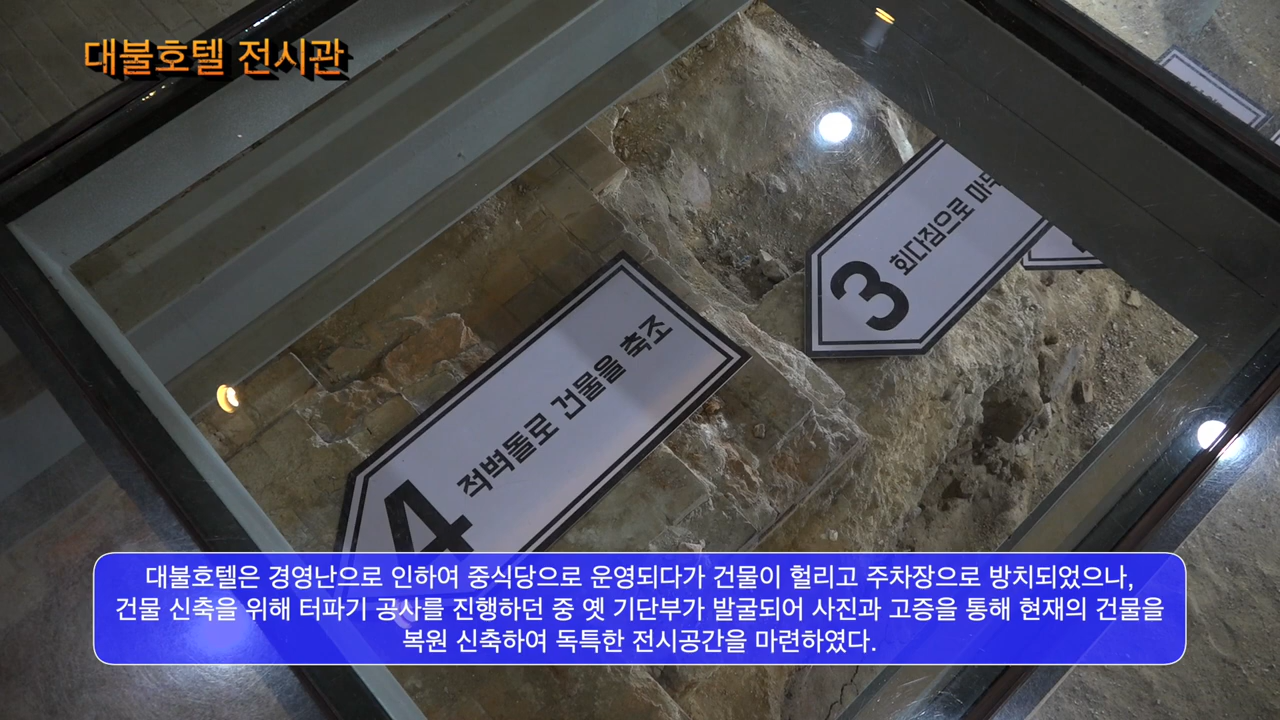 대불호텔 전시관
3 회다짐으로
4 적벽돌로 건물을 축조
대불호텔은 경영난으로 인하여 중식당으로 운영되다가 건물이 헐리고 주차장으로 방치되었으나,
건물 신축을 위해 터파기 공사를 진행하던 중 옛 기단부가 발굴되어 사진과 고증을 통해 현재의 건물을
복원 신축하여 독특한 전시공간을 마련하였다.